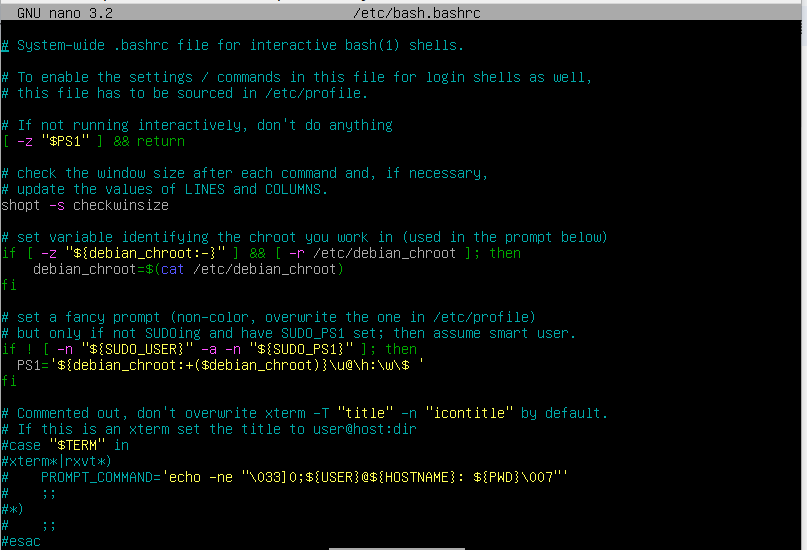 GNU nano 3.2 /etc/bash.bashrc
# System-wide .bashrc file for interactive bash(1) shells.
# To enable the settings / commands in this file for login shells as well,
# this file has to be sourced in /etc/profile.
# If not running interactively, don't do anything
[ -z "$PS1" ] && return
# check the window size after each command and, if necessary,
# update the values of LINES and COLUMNS.
shopt -s checkwinsize
# set variable identifying the chroot you work in (used in the prompt below)
if [ -z "${debian_chroot:-}" ] && [ -r /etc/debian_chroot ]; then
    debian_chroot=$(cat /etc/debian_chroot)
fi
# set a fancy prompt (non-color, overwrite the one in /etc/profile)
# but only if not SUDOing and have SUDO_PS1 set; then assume smart user.
if ! [ -n "${SUDO_USER}" -a -n "${SUDO_PS1}" ]; then
  PS1='${debian_chroot:+($debian_chroot)}\u@\h:\w\$ '
fi
# Commented out, don't overwrite xterm -T "title" -n "icontitle" by default.
# If this is an xterm set the title to user@host:dir
#case "$TERM" in
#xterm*|rxvt*)
#    PROMPT_COMMAND='echo -ne "\033]0;${USER}@${HOSTNAME}: ${PWD}\007"'
#    ;;
#*)
#    ;;
#esac